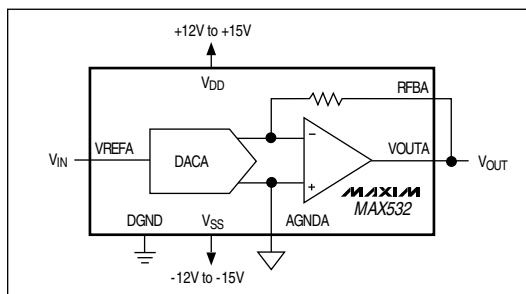 +12V to +15V
VDD
RFBA
VREFA
VIN
DACA
−
+
VOUTA
VOUT
MAXIM
MAX532
DGND
VSS
AGNDA
-12V to -15V